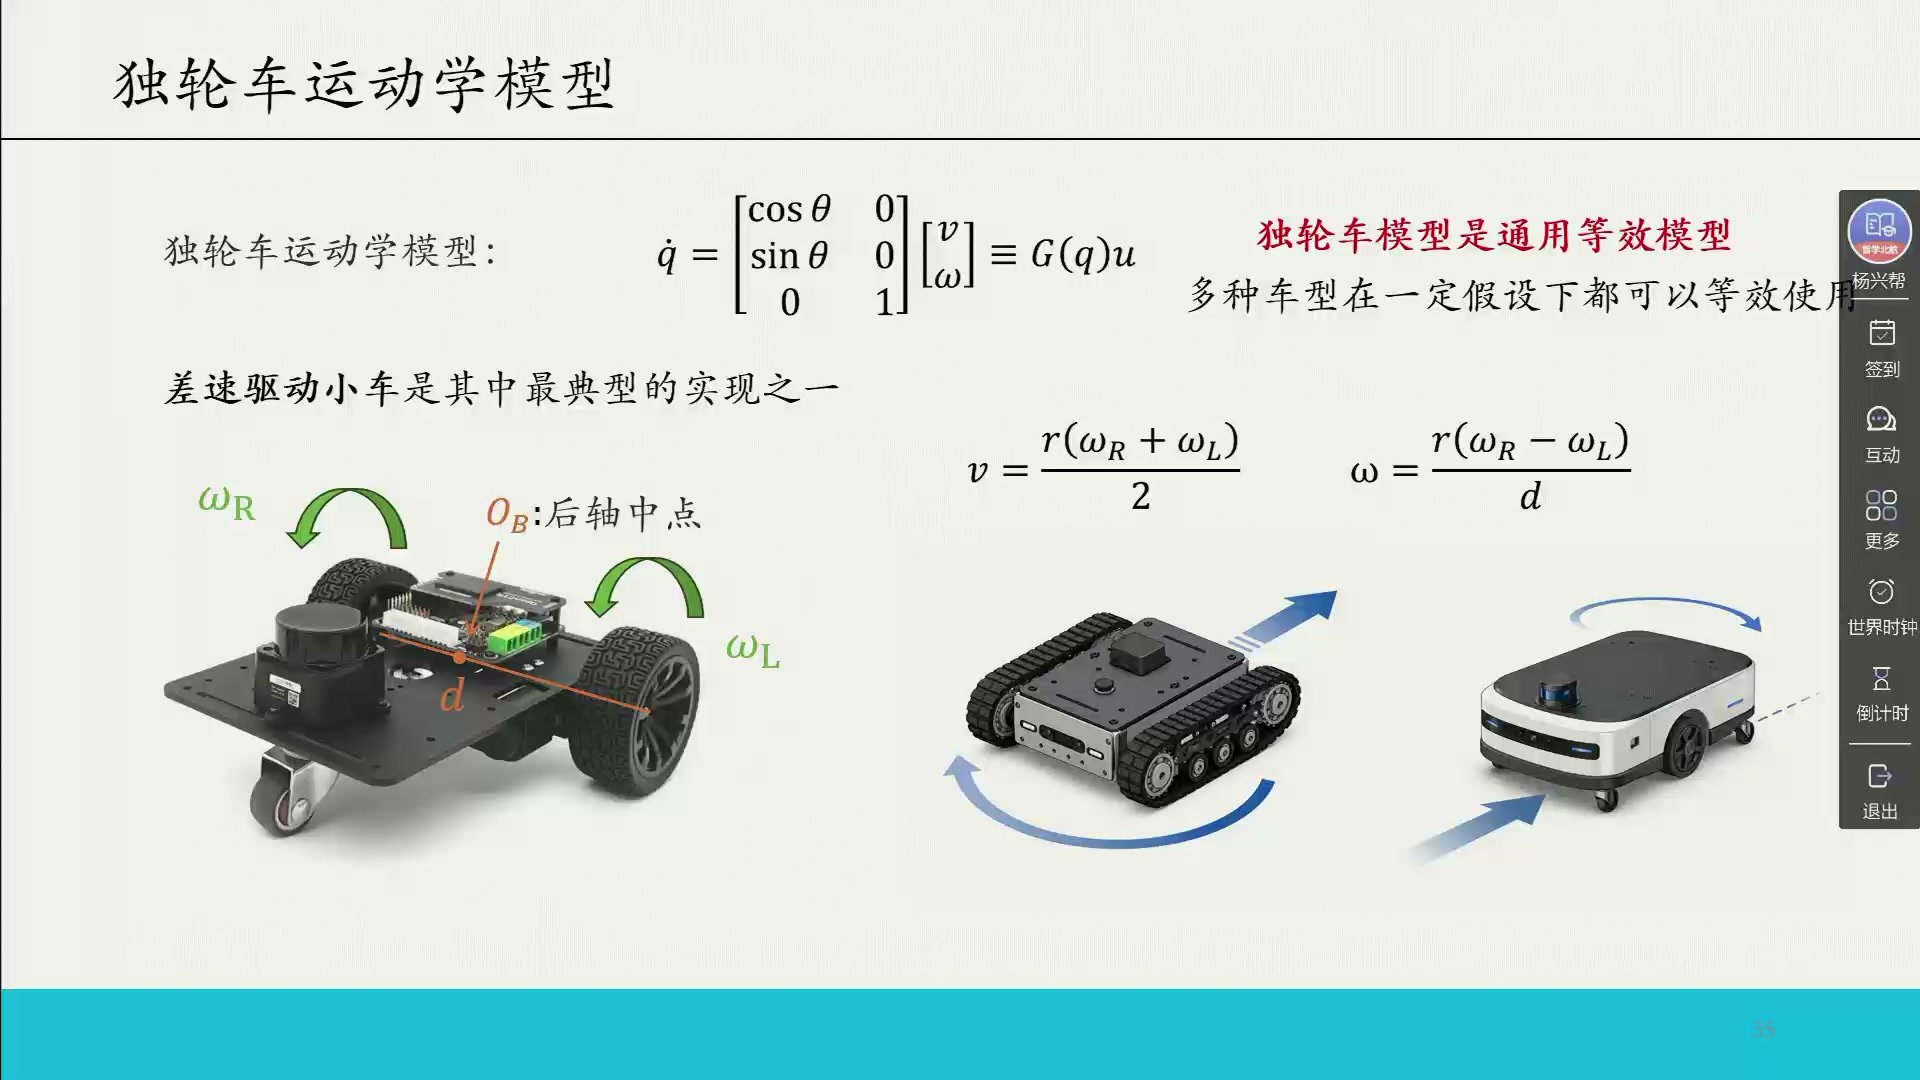 独轮车运动学模型
独轮车运动学模型:
q̇ = [cos θ 0; sin θ 0; 0 1] [v; ω] ≡ G(q)u
独轮车模型是通用等效模型
多种车型在一定假设下都可以等效使用
差速驱动小车是其中最典型的实现之一
v = r(ω_R + ω_L) / 2
ω = r(ω_R − ω_L) / d
ω_R
O_B:后轴中点
ω_L
d
智学北航
杨兴帮
签到
互动
更多
世界时钟
倒计时
退出
35